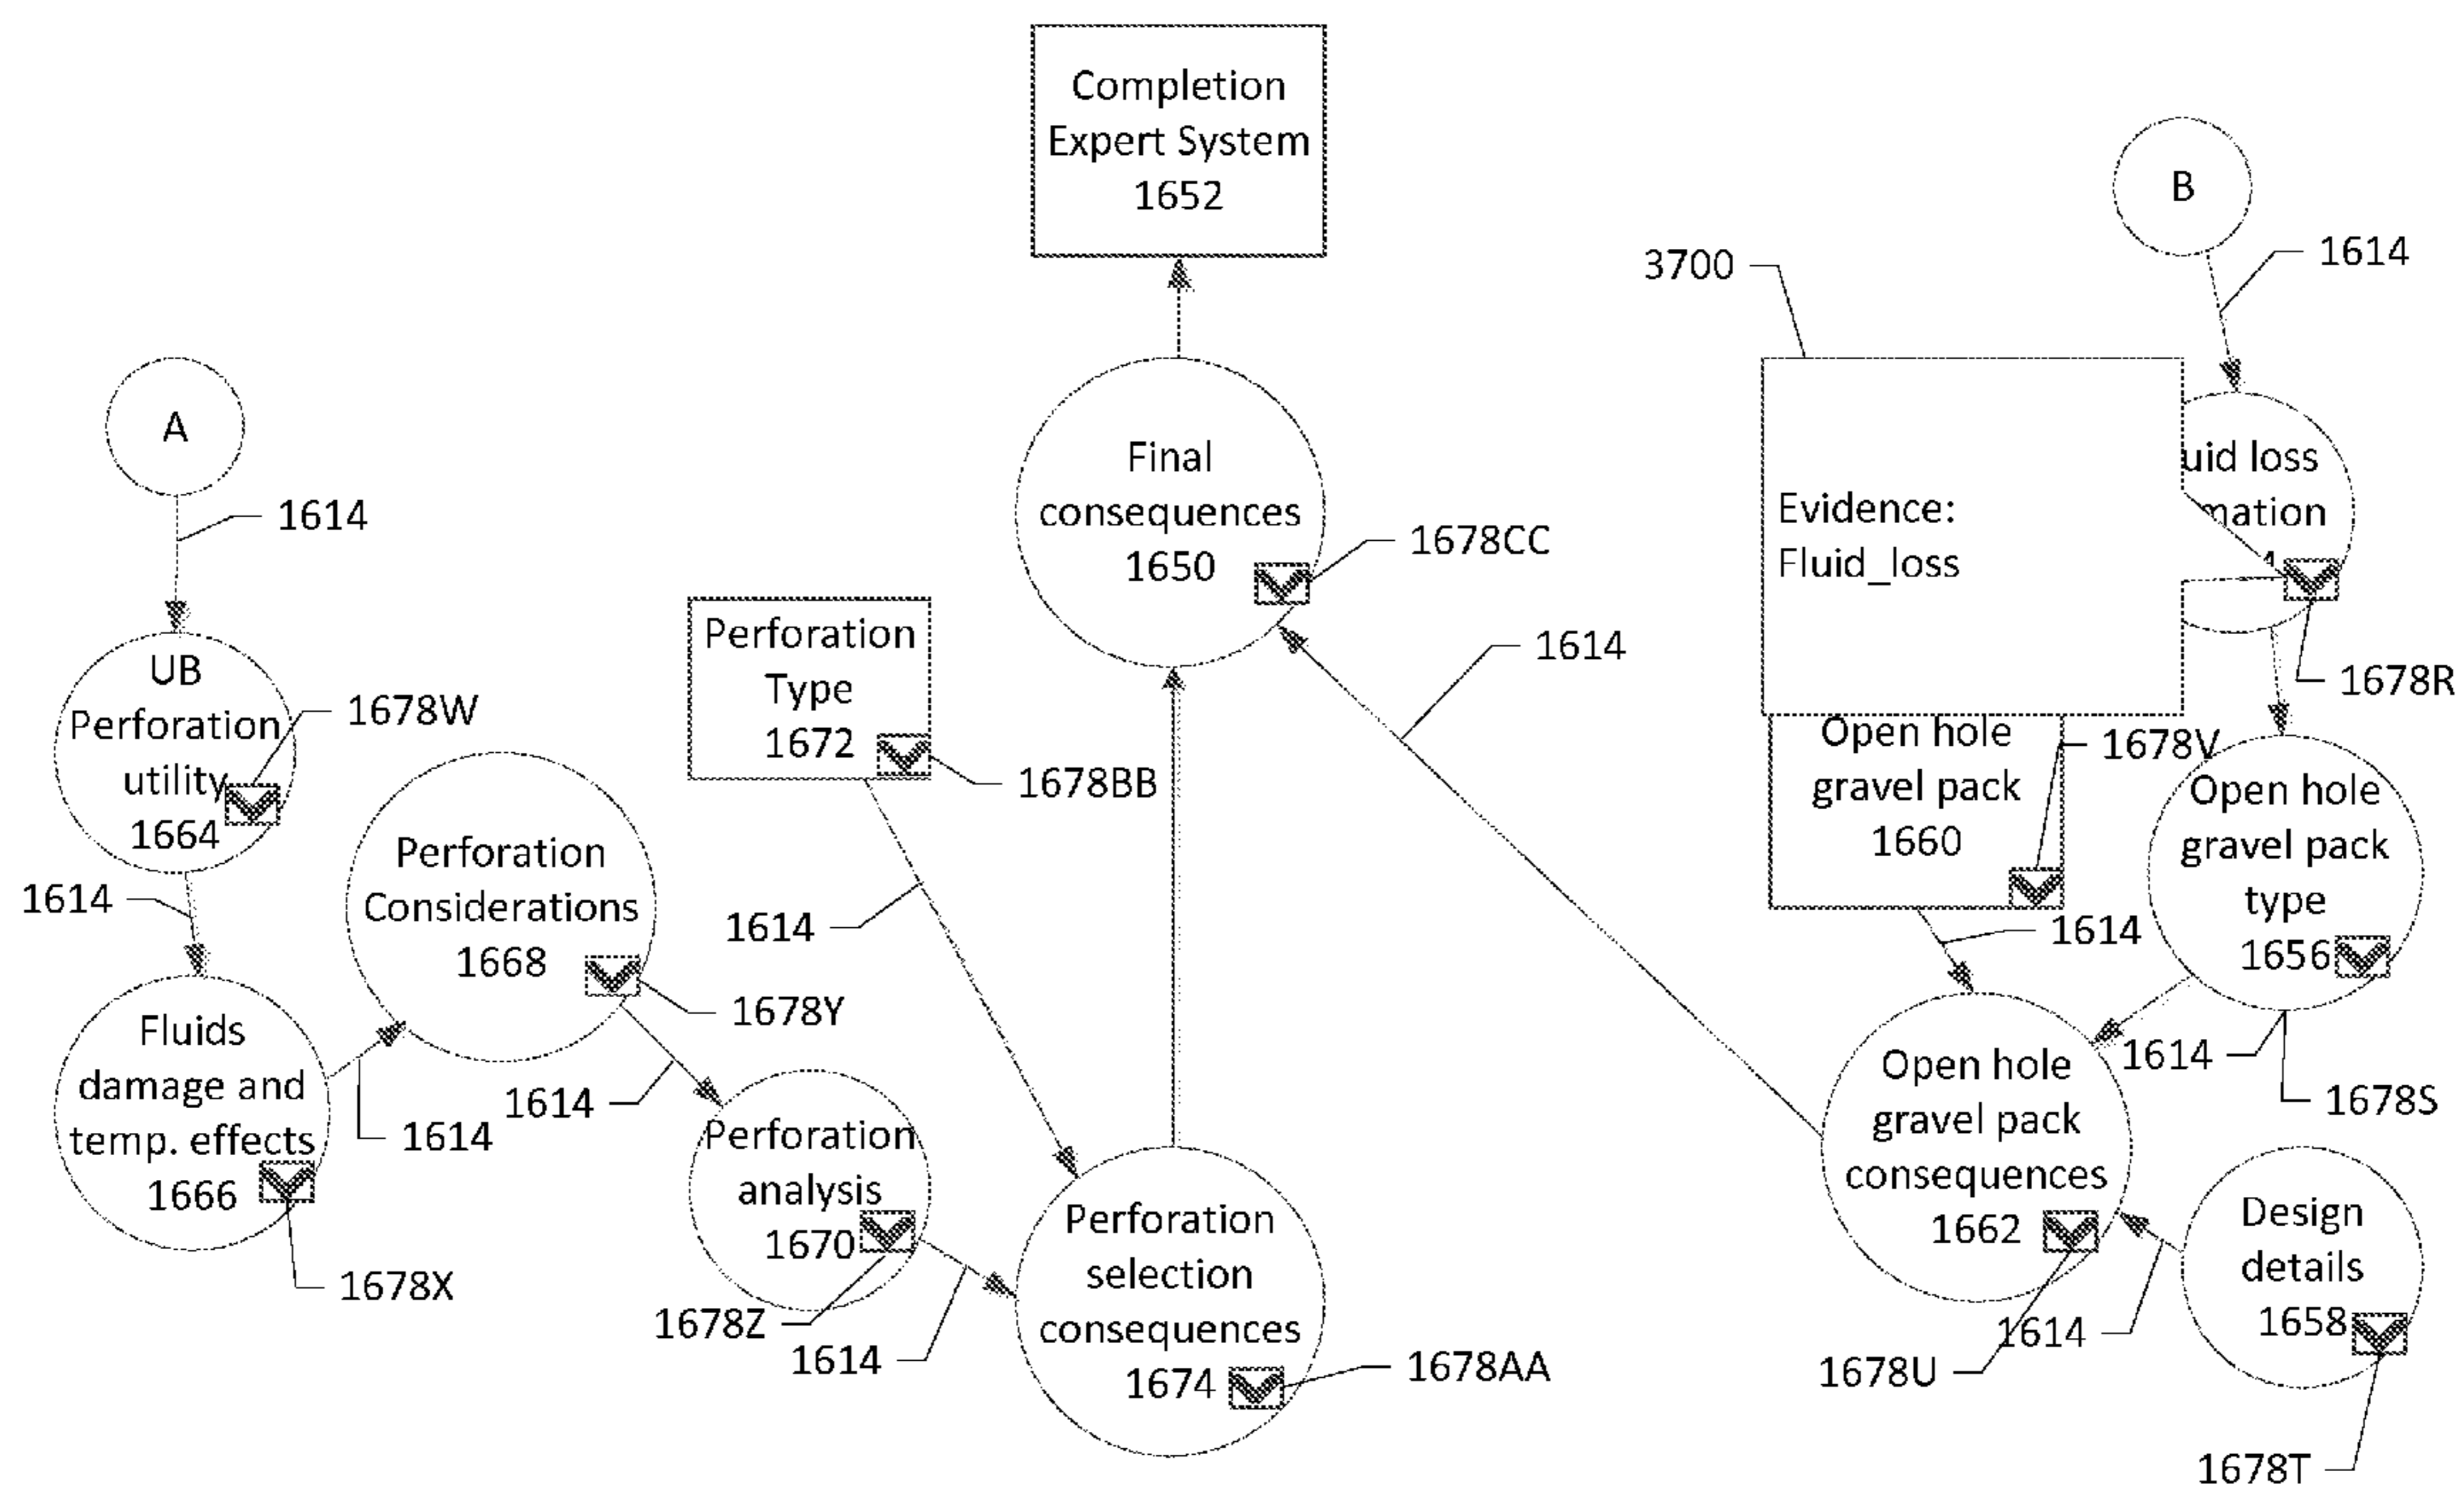 Completion
Expert System
1652
B
1614
3700
A
1614
Final
consequences
1650
1678CC
Evidence:
Fluid_loss
uid loss
mation
1678R
1614
UB
Perforation
utility
1664
1678W
Perforation
Type
1672
1678BB
Open hole
gravel pack
1660
1678V
Open hole
gravel pack
type
1656
1614
Perforation
Considerations
1668
1678Y
1614
1614
1614
Fluids
damage and
temp. effects
1666
1678X
1614
1614
Perforation
analysis
1670
1678Z
1614
Perforation
selection
consequences
1674
1678AA
Open hole
gravel pack
consequences
1662
1678U
1614
1678S
Design
details
1658
1678T